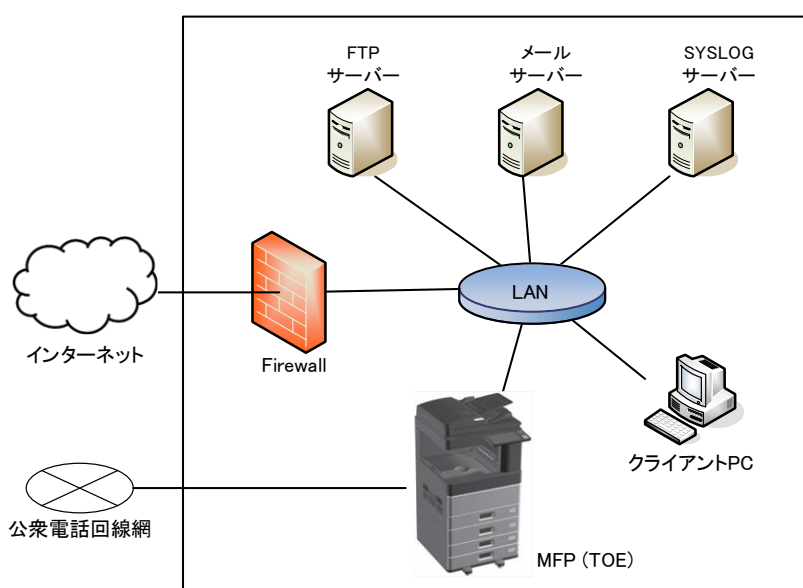 FTP
サーバー
メール
サーバー
SYSLOG
サーバー
LAN
インターネット
Firewall
クライアントPC
公衆電話回線網
MFP (TOE)